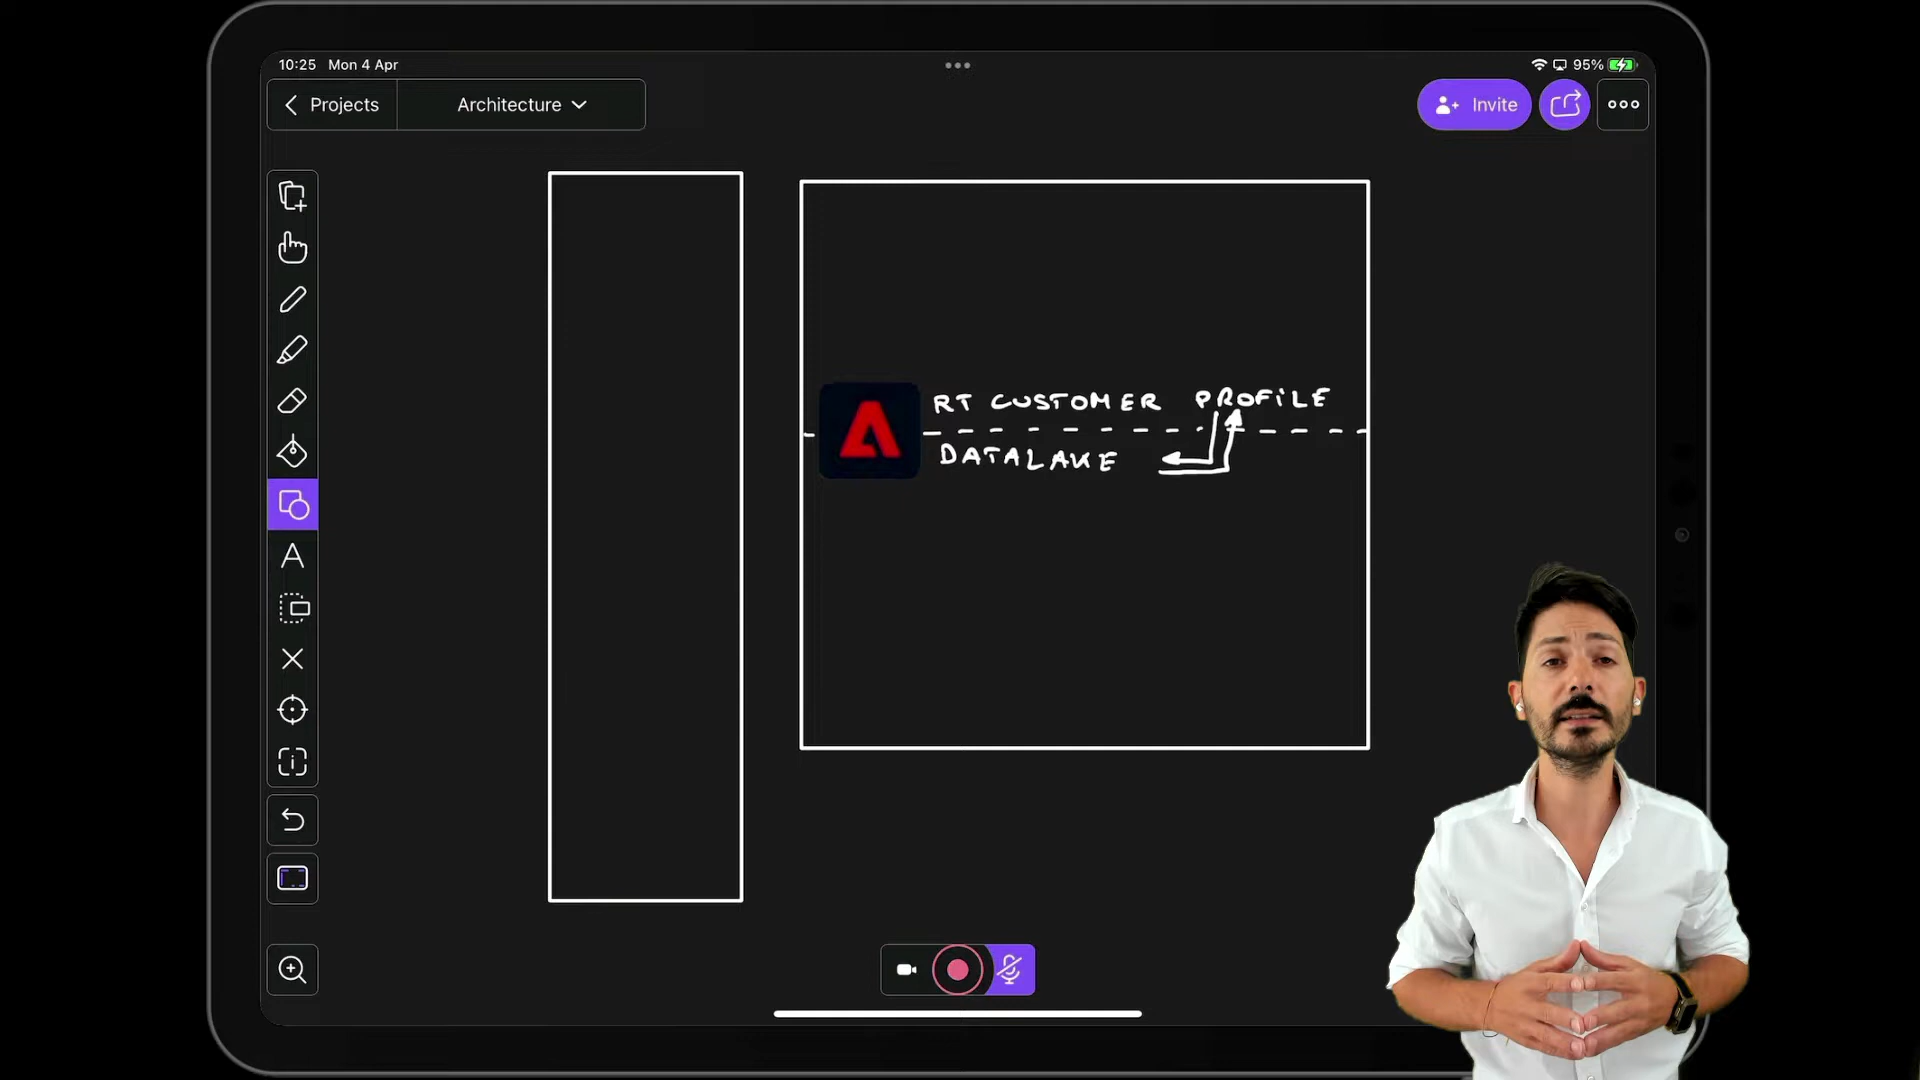 10:25 Mon 4 Apr
95%
Projects
Architecture
Invite
RT CUSTOMER PROFILE
DATALAKE
A